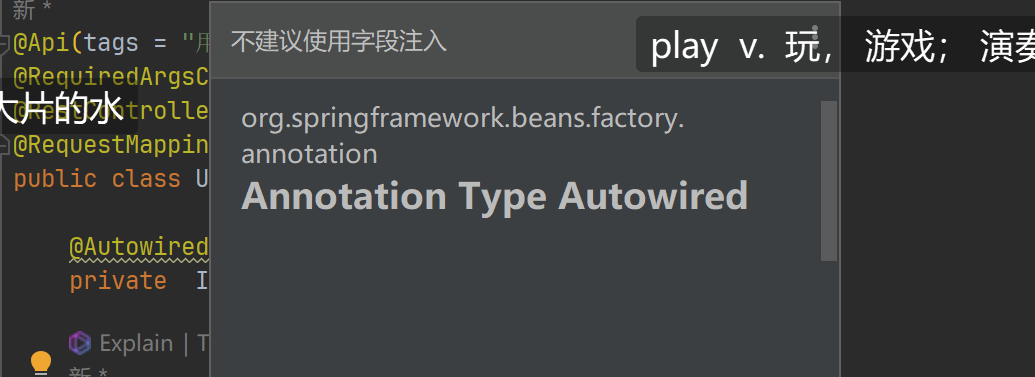 新 *
@Api(tags = "用
不建议使用字段注入
play v. 玩， 游戏； 演奏
@RequiredArgsC
大片的水
@RestControlle
@RequestMappin
public class U
org.springframework.beans.factory.
annotation
Annotation Type Autowired
@Autowired
private I
Explain | T
新 *